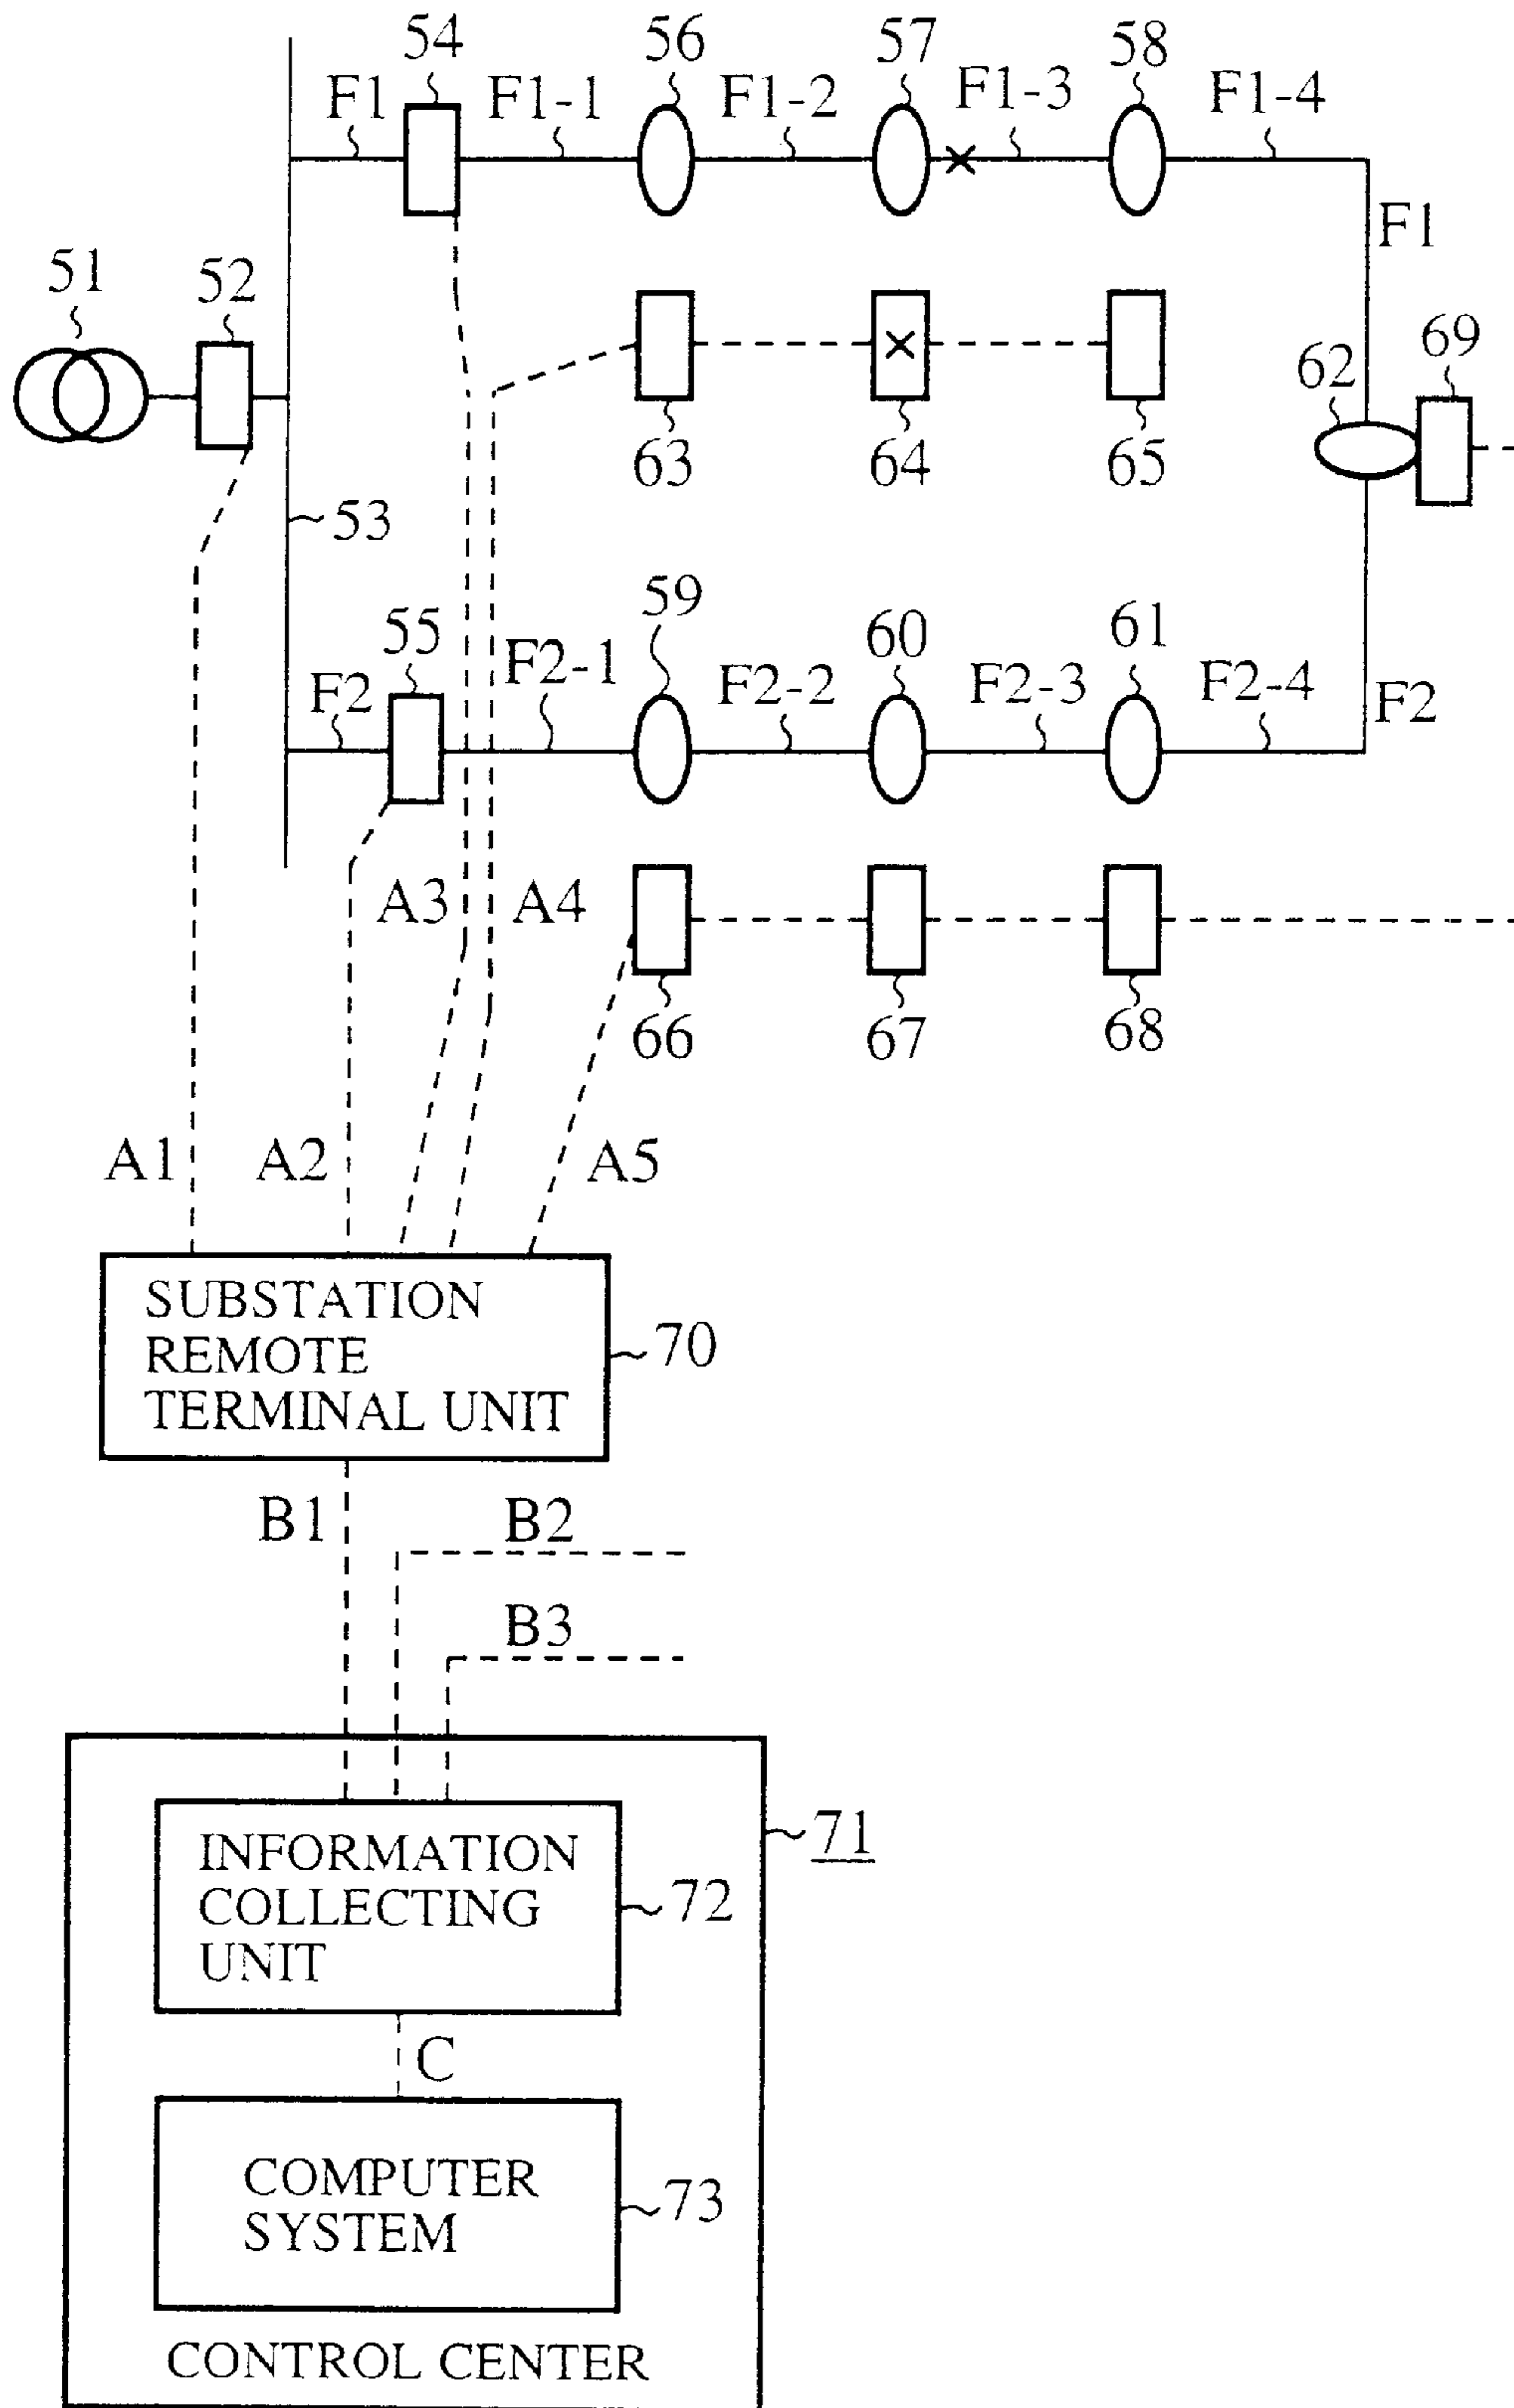 54
56
57
58
F1
F1-1
F1-2
F1-3
F1-4
F1
51
52
62
69
63
64
65
53
55
59
60
61
F2
F2-1
F2-2
F2-3
F2-4
F2
A3
A4
66
67
68
A1
A2
A5
SUBSTATION
REMOTE
TERMINAL UNIT
70
B1
B2
B3
71
INFORMATION
COLLECTING
UNIT
72
C
COMPUTER
SYSTEM
73
CONTROL CENTER